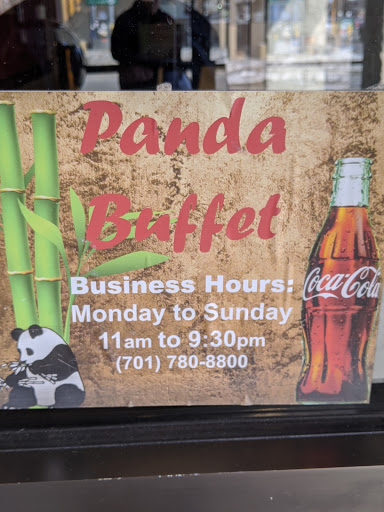 Panda
Buffet
Business Hours:
Monday to Sunday
11am to 9:30pm
(701) 780-8800
Coca-Cola